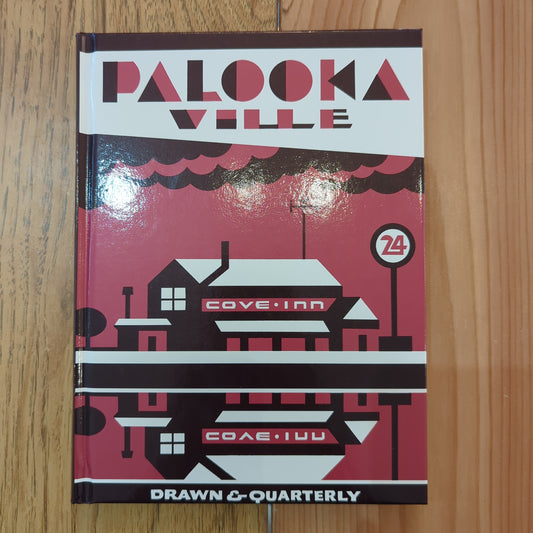 PALOOKA
VILLE
24
COVE·INN
COVE·INN
DRAWN & QUARTERLY